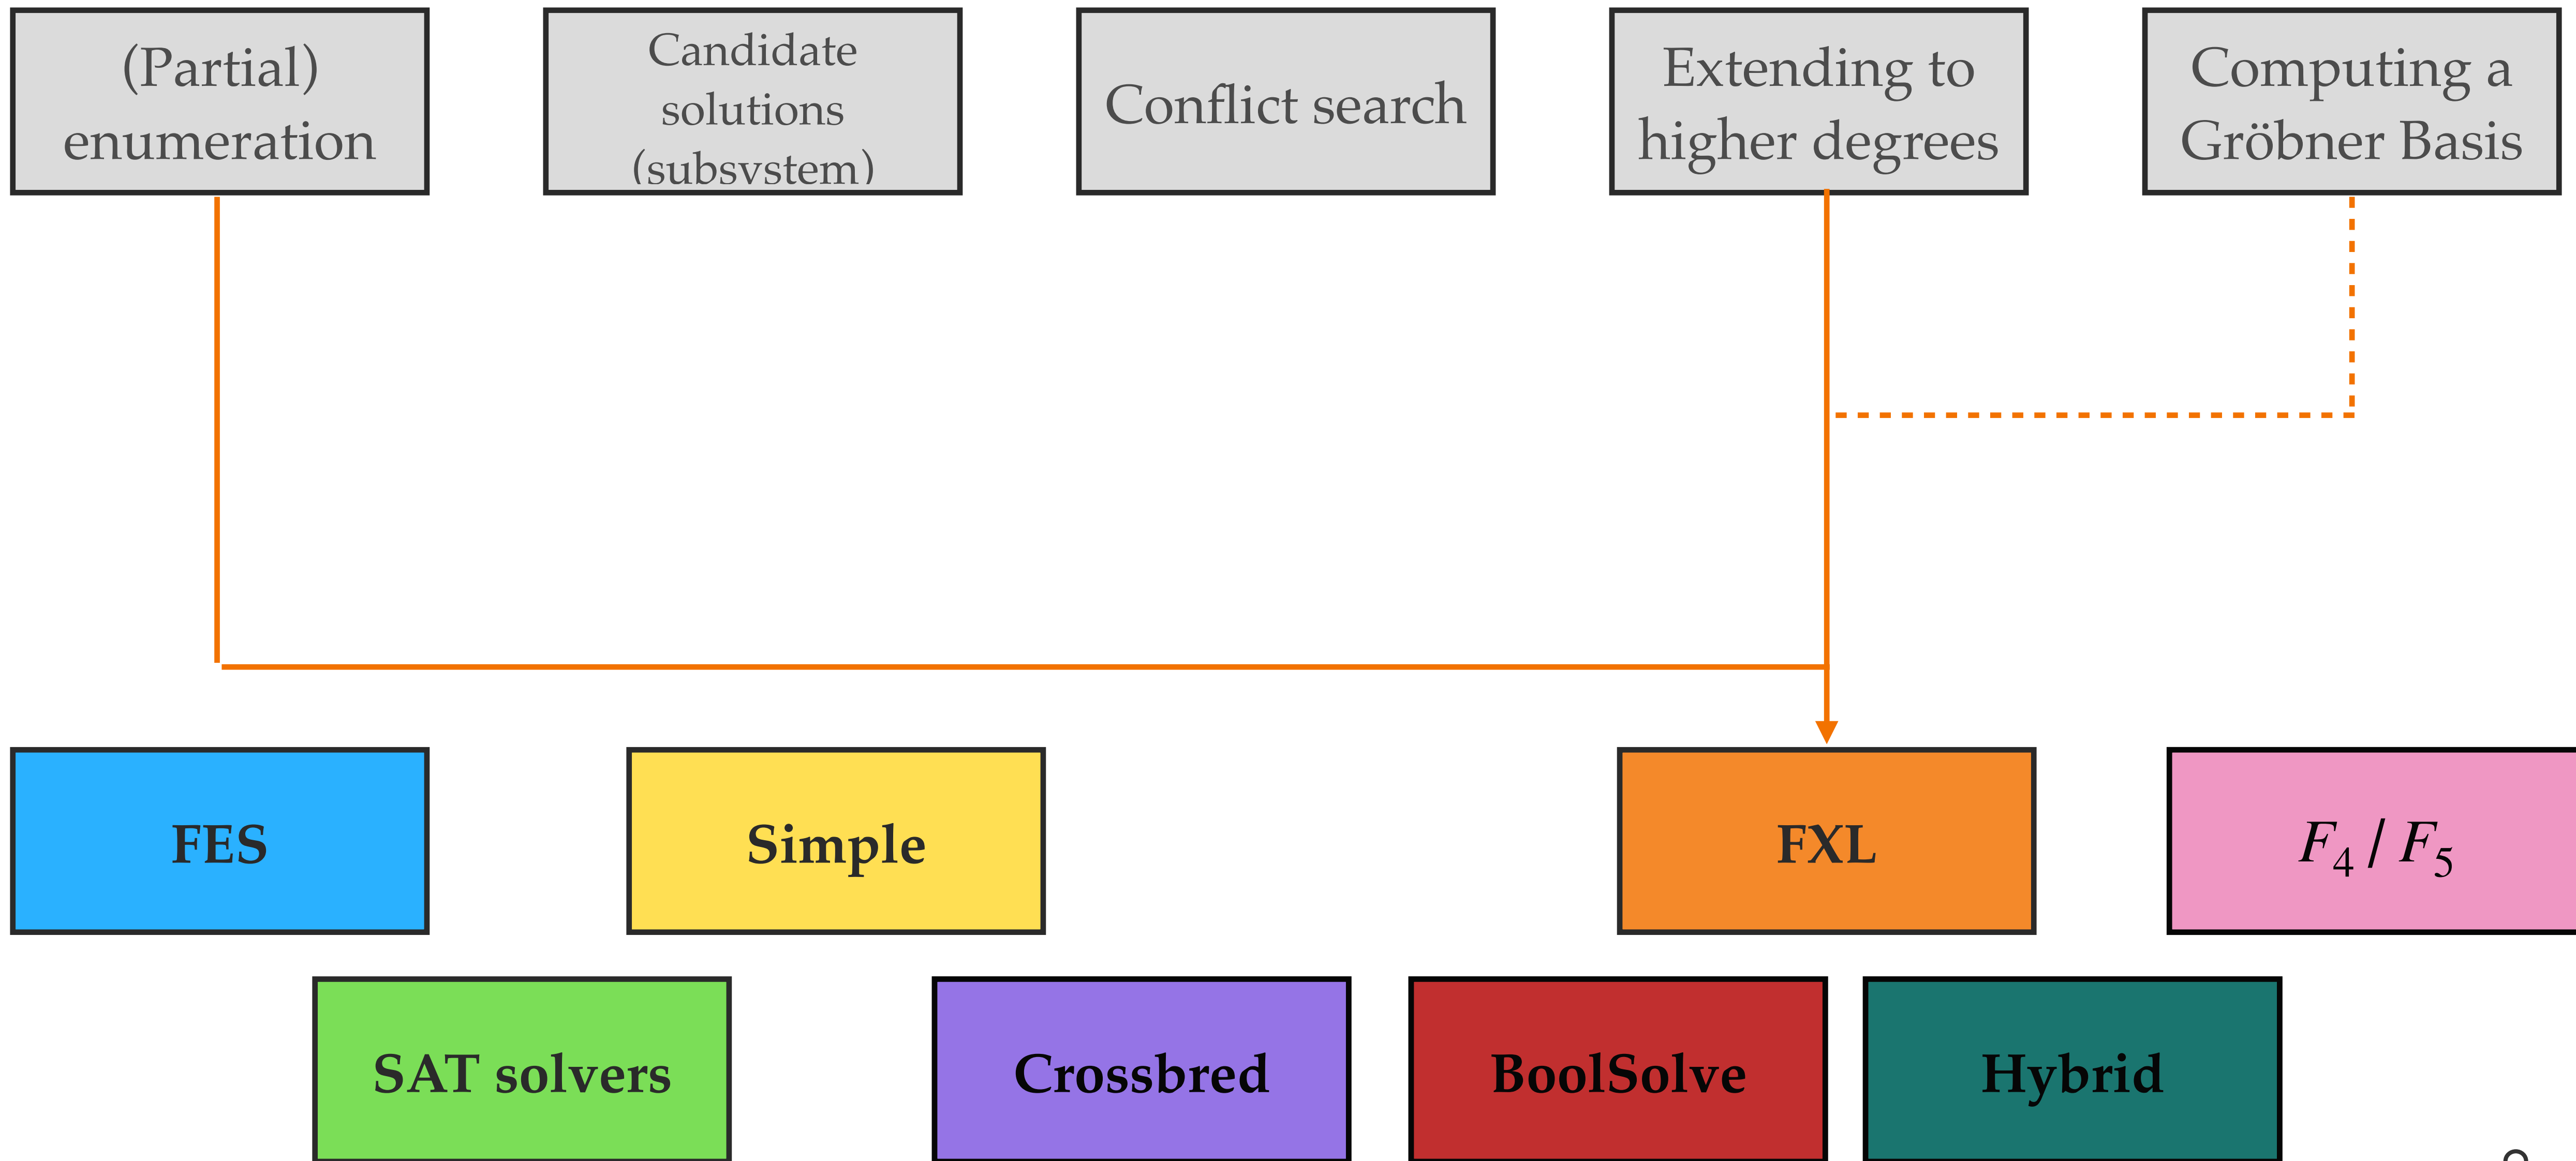 (Partial)
enumeration
Candidate
solutions
(subsystem)
Conflict search
Extending to
higher degrees
Computing a
Gröbner Basis
FES
Simple
FXL
F₄ / F₅
SAT solvers
Crossbred
BoolSolve
Hybrid